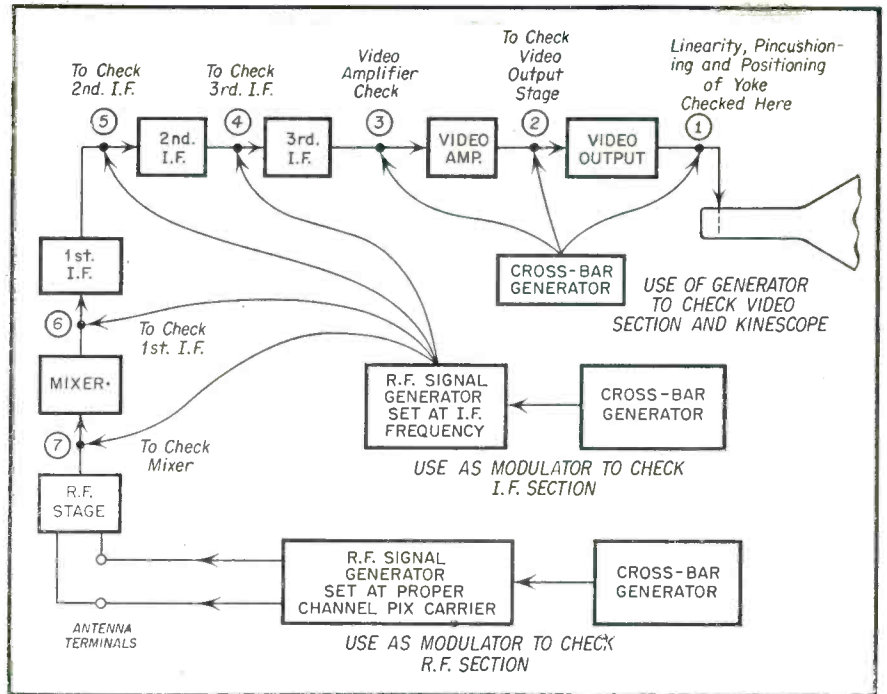 To Check
2nd. I.F.
To Check
3rd. I.F.
Video
Amplifier
Check
To Check
Video
Output
Stage
Linearity, Pincushion-
ing and Positioning
of Yoke
Checked Here
5
4
3
2
1
2nd.
I.F.
3rd.
I.F.
VIDEO
AMP.
VIDEO
OUTPUT
1st.
I.F.
CROSS-BAR
GENERATOR
USE OF GENERATOR
TO CHECK VIDEO
SECTION AND KINESCOPE
6
To Check
1st. I.F.
MIXER
R.F. SIGNAL
GENERATOR
SET AT I.F.
FREQUENCY
CROSS-BAR
GENERATOR
7
To Check
Mixer
USE AS MODULATOR TO CHECK
I.F. SECTION
R.F.
STAGE
R.F. SIGNAL
GENERATOR
SET AT PROPER
CHANNEL PIX CARRIER
CROSS-BAR
GENERATOR
ANTENNA
TERMINALS
USE AS MODULATOR TO CHECK
R.F. SECTION